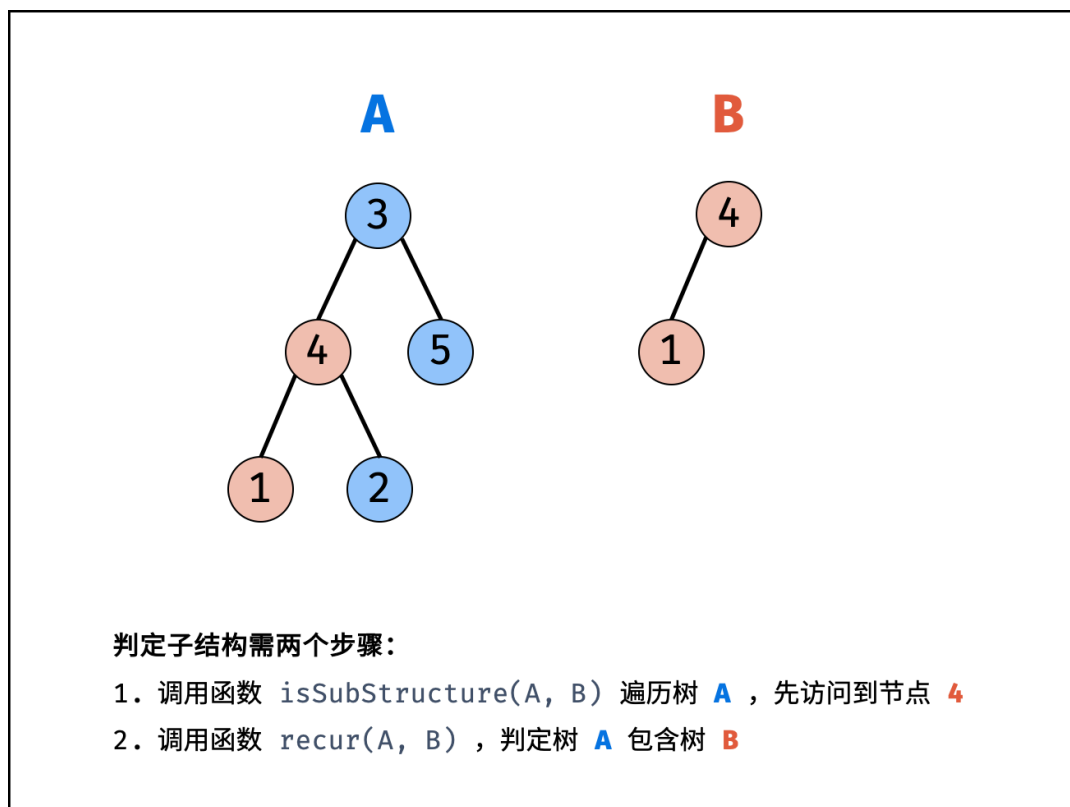 A B
3 4
4 5 1
1 2
判定子结构需两个步骤：
1. 调用函数 isSubStructure(A, B) 遍历树 A ，先访问到节点 4
2. 调用函数 recur(A, B) ，判定树 A 包含树 B